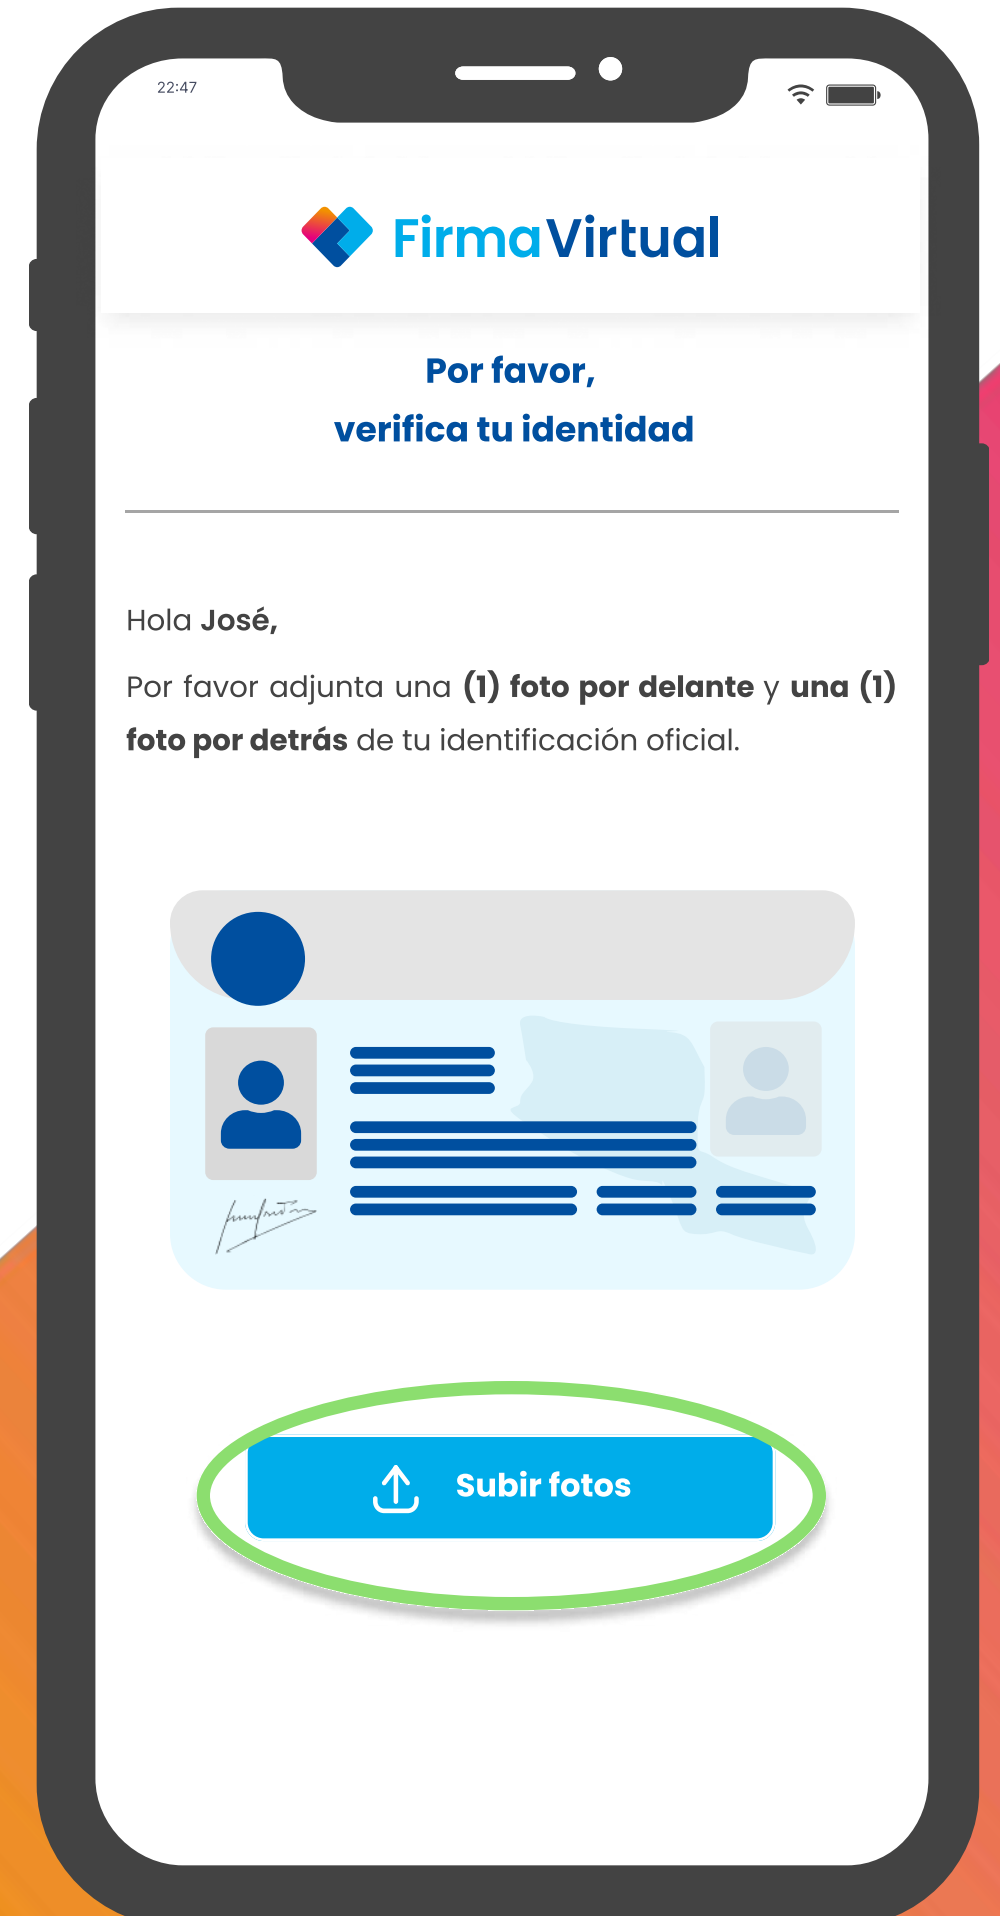 22:47
FirmaVirtual
Por favor,
verifica tu identidad
Hola José,
Por favor adjunta una (1) foto por delante y una (1)
foto por detrás de tu identificación oficial.
Subir fotos